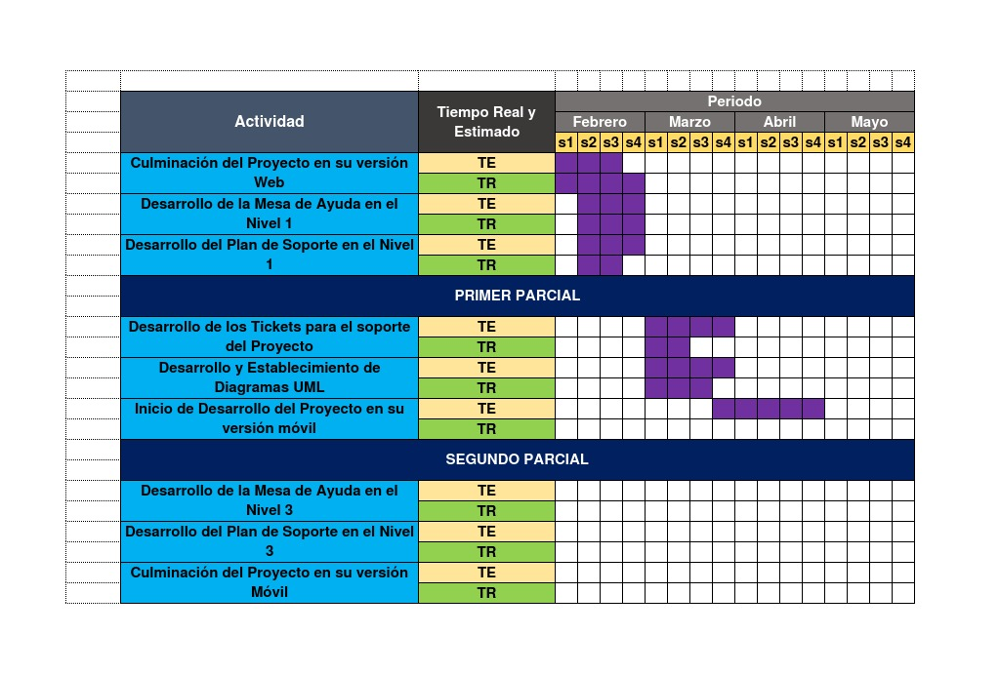 Periodo
Actividad
Tiempo Real y
Estimado
Febrero Marzo Abril Mayo
s1 s2 s3 s4 s1 s2 s3 s4 s1 s2 s3 s4 s1 s2 s3 s4
Culminación del Proyecto en su versión
Web
TE
TR
Desarrollo de la Mesa de Ayuda en el
Nivel 1
TE
TR
Desarrollo del Plan de Soporte en el Nivel
1
TE
TR
PRIMER PARCIAL
Desarrollo de los Tickets para el soporte
del Proyecto
TE
TR
Desarrollo y Establecimiento de
Diagramas UML
TE
TR
Inicio de Desarrollo del Proyecto en su
versión móvil
TE
TR
SEGUNDO PARCIAL
Desarrollo de la Mesa de Ayuda en el
Nivel 3
TE
TR
Desarrollo del Plan de Soporte en el Nivel
3
TE
TR
Culminación del Proyecto en su versión
Móvil
TE
TR